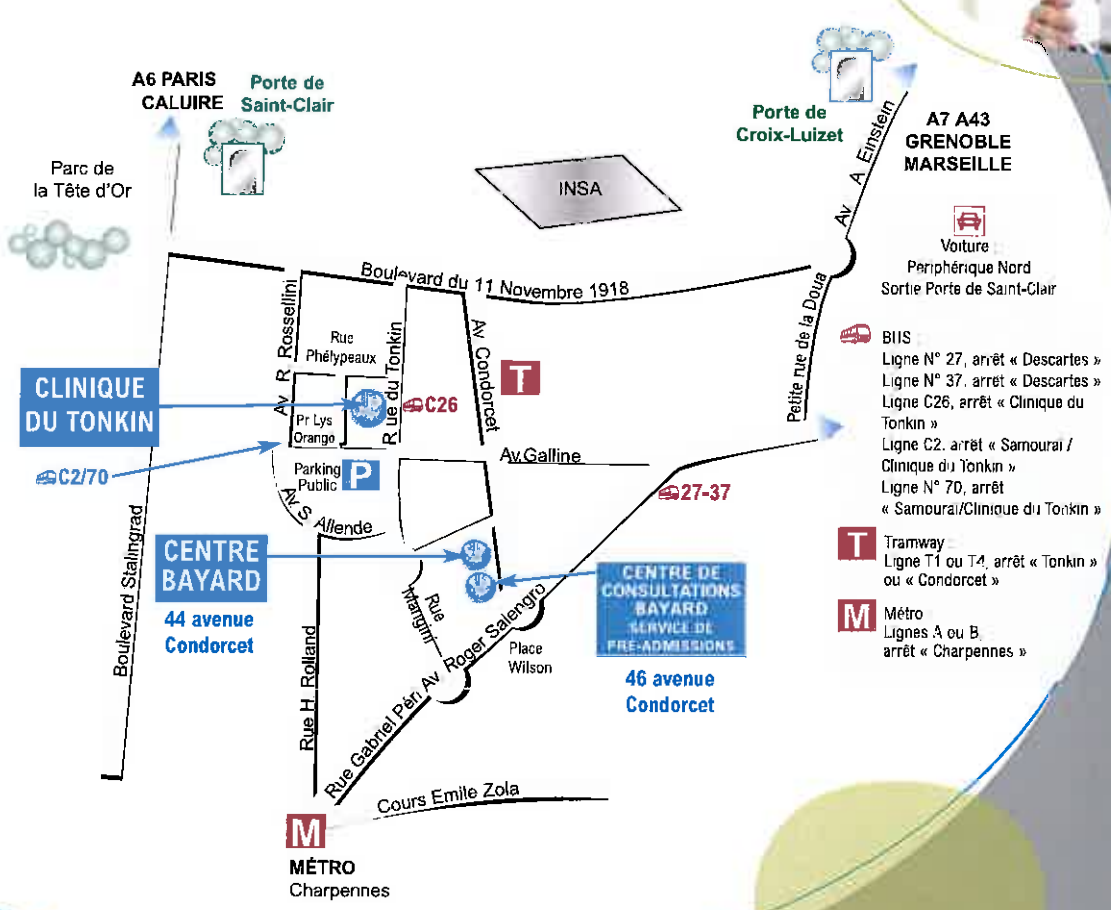 A6 PARIS
CALUIRE
Porte de
Saint-Clair
Parc de
la Tête d'Or
INSA
Porte de
Croix-Luizet
Av. A Einstein
A7 A43
GRENOBLE
MARSEILLE
Voiture
Périphérique Nord
Sortie Porte de Saint-Clair
Boulevard du 11 Novembre 1918
Av. R. Rossellini
Rue
Phélypeaux
Rue du Tonkin
Av. Condorcet
T
Petite rue de la Doua
CLINIQUE
DU TONKIN
C26
Pr Lys
Orangé
C2/70
Parking
Public
P
Av. Galline
27-37
Av. S. Allende
BUS
Ligne N° 27, arrêt « Descartes »
Ligne N° 37, arrêt « Descartes »
Ligne C26, arrêt « Clinique du
Tonkin »
Ligne C2, arrêt « Samouraï /
Clinique du Tonkin »
Ligne N° 70, arrêt
« Samouraï/Clinique du Tonkin »
T
Tramway
Ligne T1 ou T4, arrêt « Tonkin »
ou « Condorcet »
M
Métro
Lignes A ou B,
arrêt « Charpennes »
Boulevard Stalingrad
CENTRE
BAYARD
44 avenue
Condorcet
CENTRE DE
CONSULTATIONS
BAYARD
SERVICE DE
PRÉ-ADMISSIONS
46 avenue
Condorcet
Rue
Mangini
Place
Wilson
Av. Roger Salengro
Rue Gabriel Péri
Rue H. Rolland
Cours Emile Zola
M
MÉTRO
Charpennes